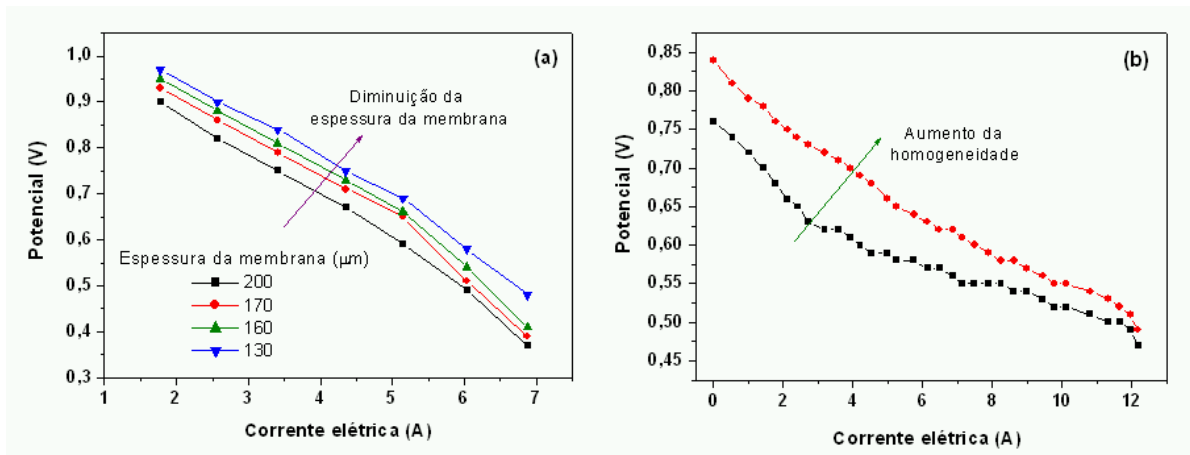 (a)
Potencial (V)
1,0
0,9
0,8
0,7
0,6
0,5
0,4
0,3
Diminuição da
espessura da membrana
Espessura da membrana (µm)
200
170
160
130
1 2 3 4 5 6 7
Corrente elétrica (A)
(b)
Potencial (V)
0,85
0,80
0,75
0,70
0,65
0,60
0,55
0,50
0,45
Aumento da
homogeneidade
0 2 4 6 8 10 12
Corrente elétrica (A)